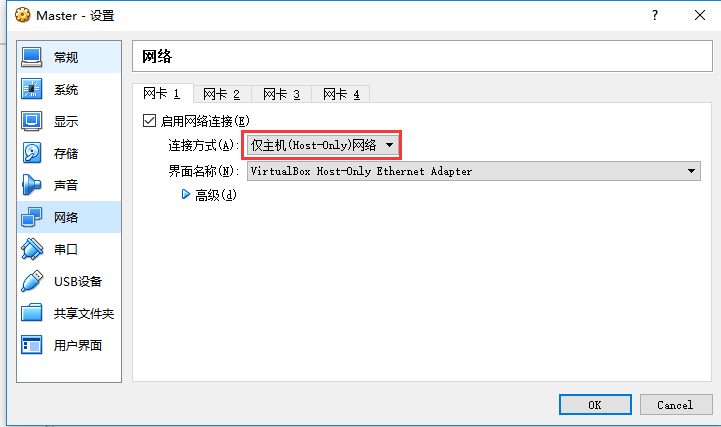 Master - 设置
?
常规
系统
显示
存储
声音
网络
串口
USB设备
共享文件夹
用户界面
网络
网卡 1 网卡 2 网卡 3 网卡 4
启用网络连接(E)
连接方式(A): 仅主机(Host-Only)网络
界面名称(N): VirtualBox Host-Only Ethernet Adapter
高级(d)
OK Cancel